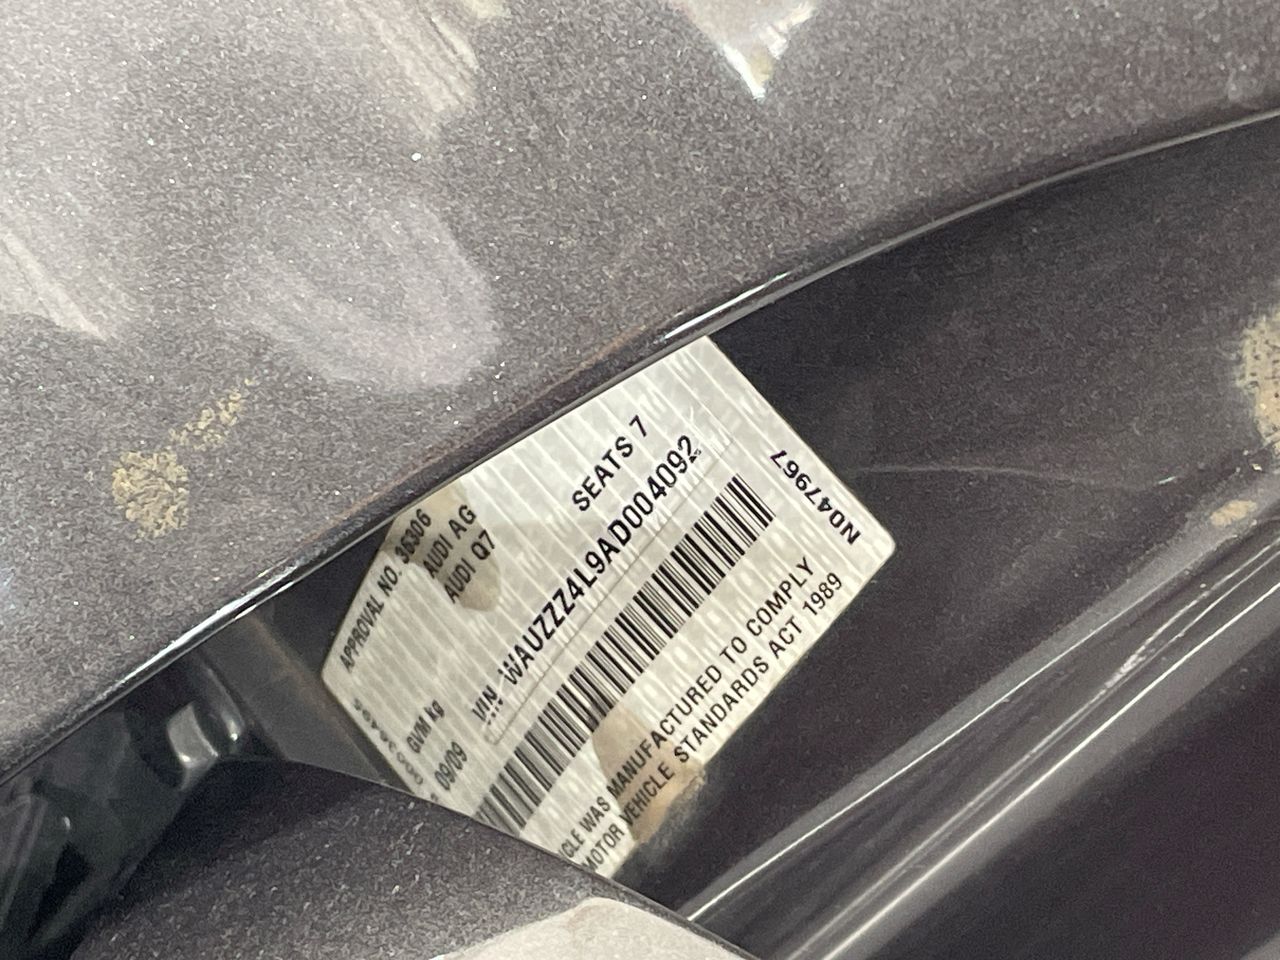 APPROVAL NO. 36306
AUDI AG
AUDI Q7
SEATS 7
GVM kg
09/09
VIN WAUZZZ4L9AD004092
N047967
WAS MANUFACTURED TO COMPLY
MOTOR VEHICLE STANDARDS ACT 1989